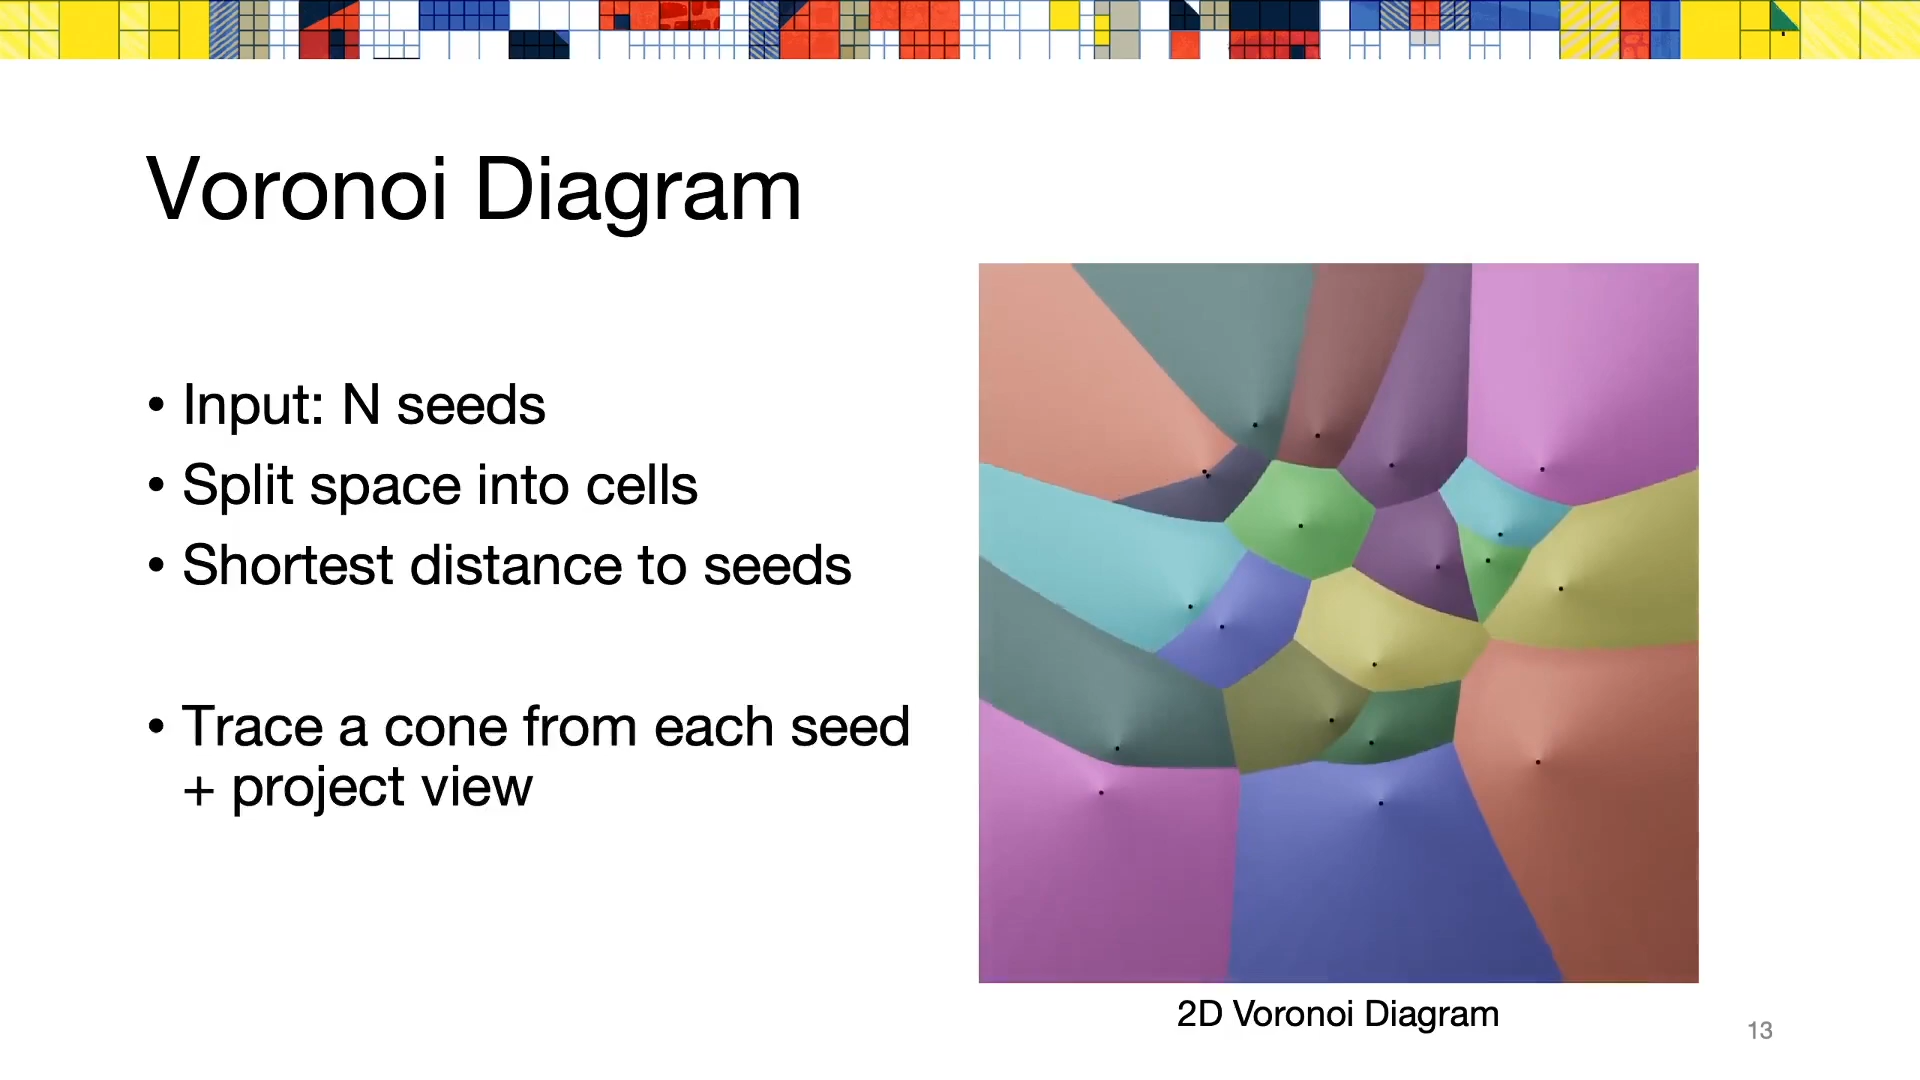 Voronoi Diagram
• Input: N seeds
• Split space into cells
• Shortest distance to seeds
• Trace a cone from each seed
+ project view
2D Voronoi Diagram
13